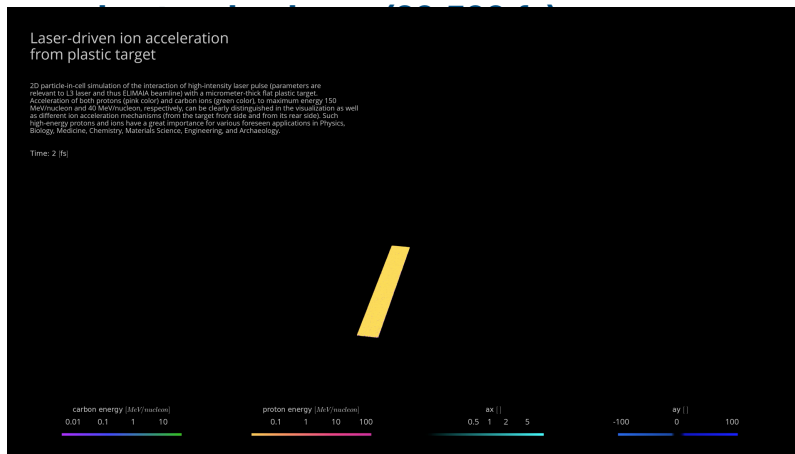 Laser-driven ion acceleration
from plastic target
2D particle-in-cell simulation of the interaction of high-intensity laser pulse (parameters are
relevant to L3 laser and thus ELIMAIA beamline) with a micrometer-thick flat plastic target.
Acceleration of both protons (pink color) and carbon ions (green color), to maximum energy 150
MeV/nucleon and 40 MeV/nucleon, respectively, can be clearly distinguished in the visualization as well
as different ion acceleration mechanisms (from the target front side and from its rear side). Such
high-energy protons and ions have a great importance for various foreseen applications in Physics,
Biology, Medicine, Chemistry, Materials Science, Engineering, and Archaeology.
Time: 2 [fs]
carbon energy [MeV/nucleon] proton energy [MeV/nucleon] ax [ ] ay [ ]
0.01 0.1 1 10 0.1 1 10 100 0.5 1 2 5 -100 0 100